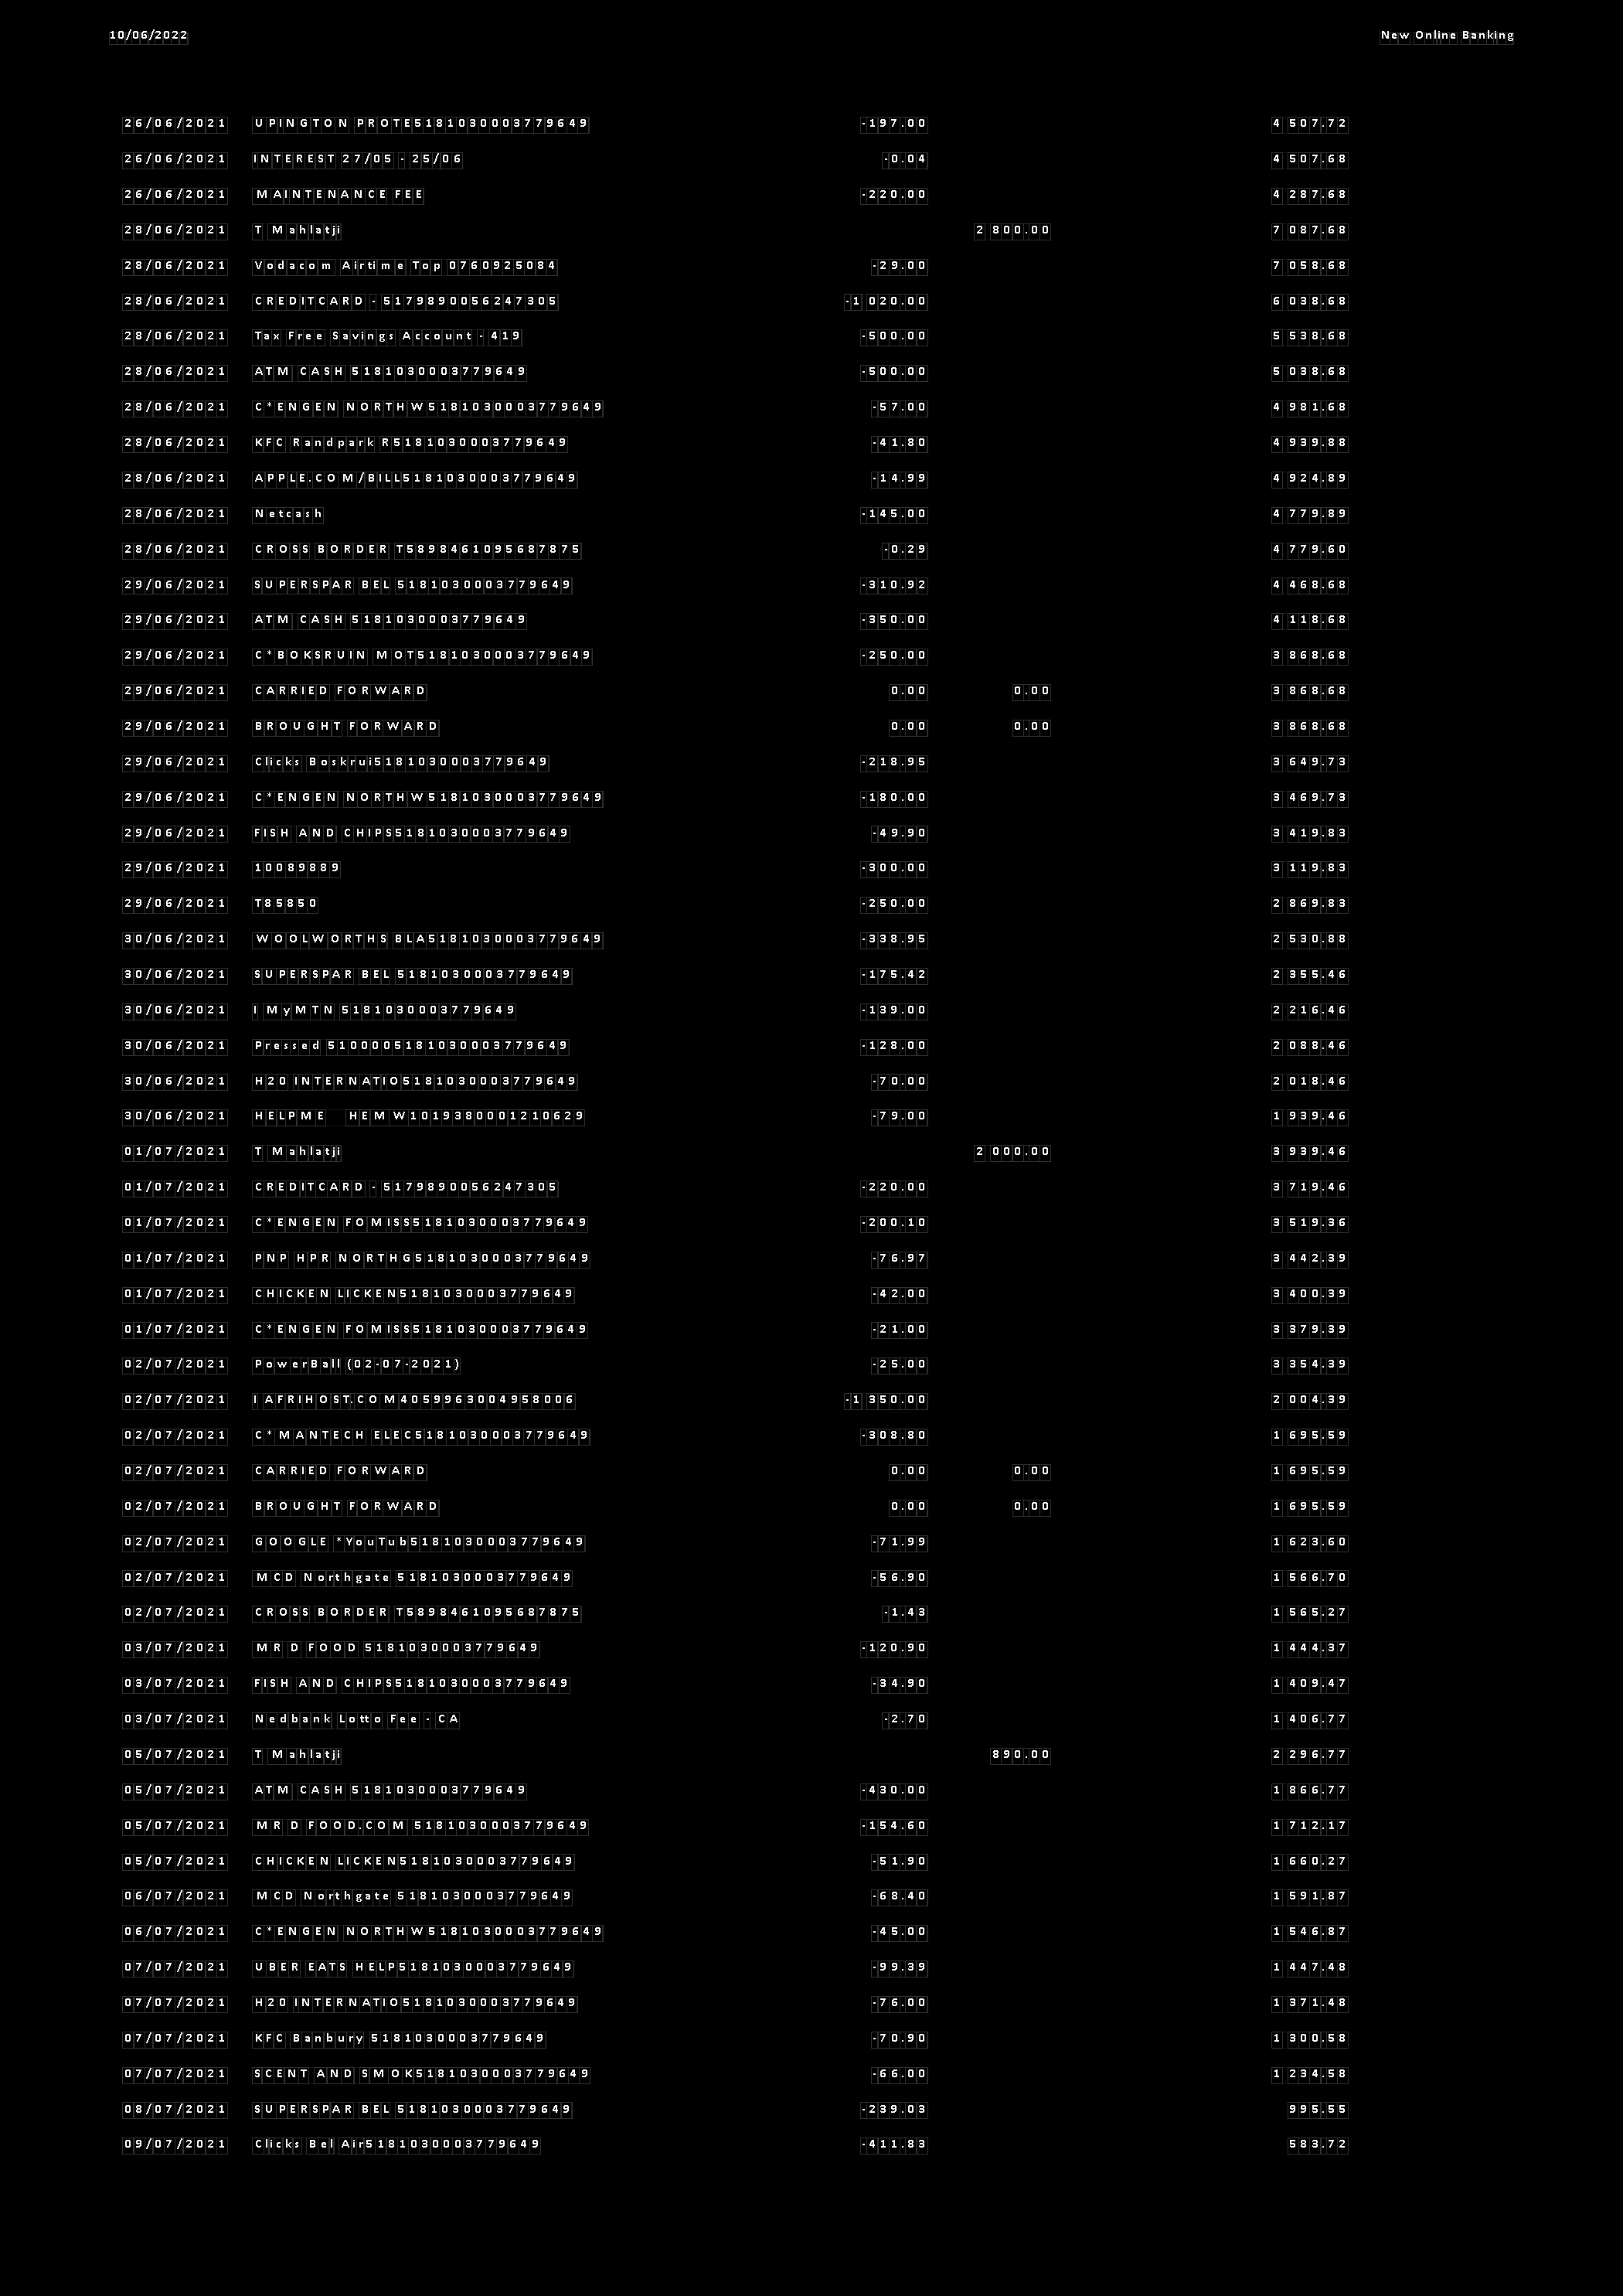 10/06/2022 New Online Banking
26/06/2021 UPINGTON PROTE5181030003779649 -197.00 4 507.72
26/06/2021 INTEREST 27/05 - 25/06 -0.04 4 507.68
26/06/2021 MAINTENANCE FEE -220.00 4 287.68
28/06/2021 T Mahlatji 2 800.00 7 087.68
28/06/2021 Vodacom Airtime Top 0760925084 -29.00 7 058.68
28/06/2021 CREDITCARD - 5179890056247305 -1 020.00 6 038.68
28/06/2021 Tax Free Savings Account - 419 -500.00 5 538.68
28/06/2021 ATM CASH 5181030003779649 -500.00 5 038.68
28/06/2021 C*ENGEN NORTHW5181030003779649 -57.00 4 981.68
28/06/2021 KFC Randpark R5181030003779649 -41.80 4 939.88
28/06/2021 APPLE.COM/BILL5181030003779649 -14.99 4 924.89
28/06/2021 Netcash -145.00 4 779.89
28/06/2021 CROSS BORDER T5898461095687875 -0.29 4 779.60
29/06/2021 SUPERSPAR BEL 5181030003779649 -310.92 4 468.68
29/06/2021 ATM CASH 5181030003779649 -350.00 4 118.68
29/06/2021 C*BOKSRUIN MOT5181030003779649 -250.00 3 868.68
29/06/2021 CARRIED FORWARD 0.00 0.00 3 868.68
29/06/2021 BROUGHT FORWARD 0.00 0.00 3 868.68
29/06/2021 Clicks Boskrui5181030003779649 -218.95 3 649.73
29/06/2021 C*ENGEN NORTHW5181030003779649 -180.00 3 469.73
29/06/2021 FISH AND CHIPS5181030003779649 -49.90 3 419.83
29/06/2021 10089889 -300.00 3 119.83
29/06/2021 T85850 -250.00 2 869.83
30/06/2021 WOOLWORTHS BLA5181030003779649 -338.95 2 530.88
30/06/2021 SUPERSPAR BEL 5181030003779649 -175.42 2 355.46
30/06/2021 I MyMTN 5181030003779649 -139.00 2 216.46
30/06/2021 Pressed 5100005181030003779649 -128.00 2 088.46
30/06/2021 H20 INTERNATIO5181030003779649 -70.00 2 018.46
30/06/2021 HELPME HEMW1019380001210629 -79.00 1 939.46
01/07/2021 T Mahlatji 2 000.00 3 939.46
01/07/2021 CREDITCARD - 5179890056247305 -220.00 3 719.46
01/07/2021 C*ENGEN FOMISS5181030003779649 -200.10 3 519.36
01/07/2021 PNP HPR NORTHG5181030003779649 -76.97 3 442.39
01/07/2021 CHICKEN LICKEN5181030003779649 -42.00 3 400.39
01/07/2021 C*ENGEN FOMISS5181030003779649 -21.00 3 379.39
02/07/2021 PowerBall (02-07-2021) -25.00 3 354.39
02/07/2021 I AFRIHOST.COM4059963004958006 -1 350.00 2 004.39
02/07/2021 C*MANTECH ELEC5181030003779649 -308.80 1 695.59
02/07/2021 CARRIED FORWARD 0.00 0.00 1 695.59
02/07/2021 BROUGHT FORWARD 0.00 0.00 1 695.59
02/07/2021 GOOGLE *YouTub5181030003779649 -71.99 1 623.60
02/07/2021 MCD Northgate 5181030003779649 -56.90 1 566.70
02/07/2021 CROSS BORDER T5898461095687875 -1.43 1 565.27
03/07/2021 MR D FOOD 5181030003779649 -120.90 1 444.37
03/07/2021 FISH AND CHIPS5181030003779649 -34.90 1 409.47
03/07/2021 Nedbank Lotto Fee - CA -2.70 1 406.77
05/07/2021 T Mahlatji 890.00 2 296.77
05/07/2021 ATM CASH 5181030003779649 -430.00 1 866.77
05/07/2021 MR D FOOD.COM 5181030003779649 -154.60 1 712.17
05/07/2021 CHICKEN LICKEN5181030003779649 -51.90 1 660.27
06/07/2021 MCD Northgate 5181030003779649 -68.40 1 591.87
06/07/2021 C*ENGEN NORTHW5181030003779649 -45.00 1 546.87
07/07/2021 UBER EATS HELP5181030003779649 -99.39 1 447.48
07/07/2021 H20 INTERNATIO5181030003779649 -76.00 1 371.48
07/07/2021 KFC Banbury 5181030003779649 -70.90 1 300.58
07/07/2021 SCENT AND SMOK5181030003779649 -66.00 1 234.58
08/07/2021 SUPERSPAR BEL 5181030003779649 -239.03 995.55
09/07/2021 Clicks Bel Air5181030003779649 -411.83 583.72